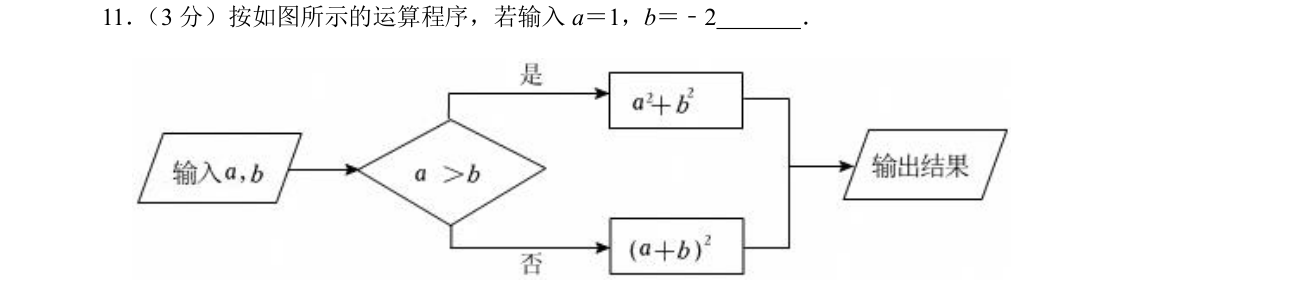 11.（3 分）按如图所示的运算程序，若输入 a＝1，b＝﹣2_______．
是
a²+b²
输入a,b
a >b
输出结果
(a+b)²
否